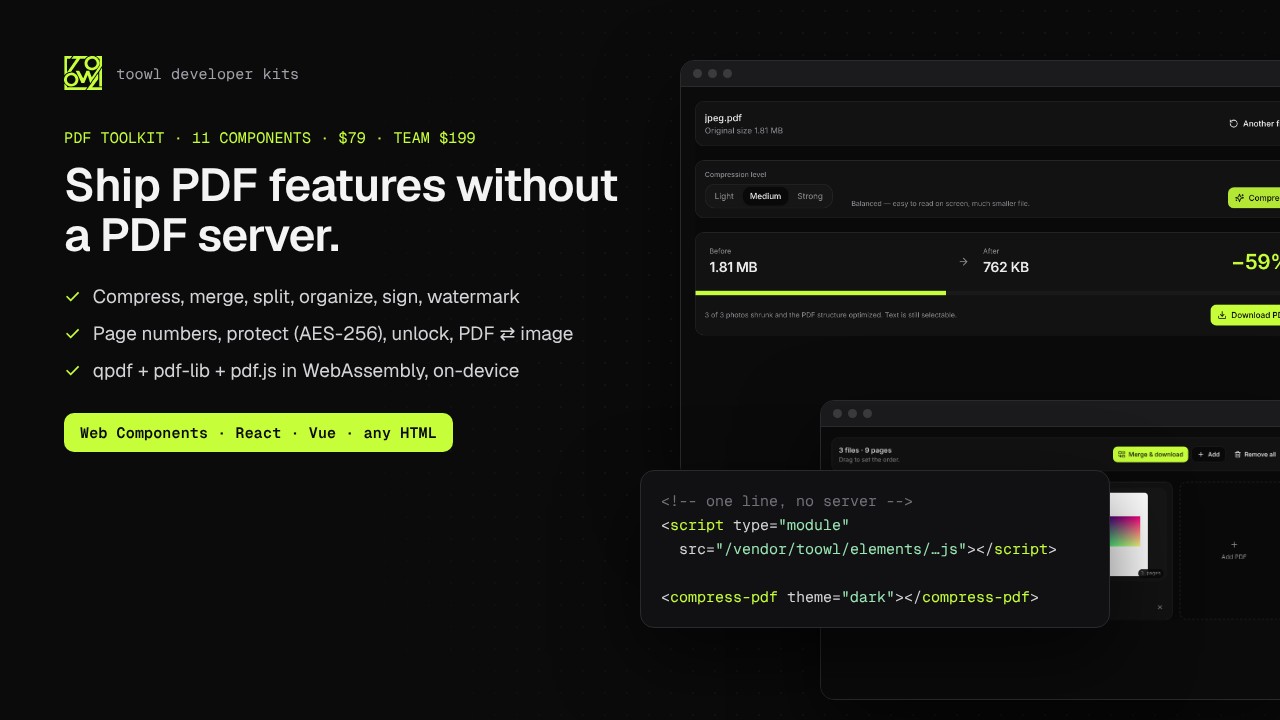 toowl developer kits
PDF TOOLKIT · 11 COMPONENTS · $79 · TEAM $199
Ship PDF features without
a PDF server.
Compress, merge, split, organize, sign, watermark
Page numbers, protect (AES-256), unlock, PDF ⇄ image
qpdf + pdf-lib + pdf.js in WebAssembly, on-device
Web Components · React · Vue · any HTML
jpeg.pdf
Original size 1.81 MB
Another f
Compression level
Light Medium Strong
Balanced — easy to read on screen, much smaller file.
Compre
Before
1.81 MB
→
After
762 KB
−59%
3 of 3 photos shrunk and the PDF structure optimized. Text is still selectable.
Download PD
3 files · 9 pages
Drag to set the order.
Merge & download
+ Add
Remove all
+
Add PDF
<!-- one line, no server -->
<script type="module"
src="/vendor/toowl/elements/…js"></script>
<compress-pdf theme="dark"></compress-pdf>